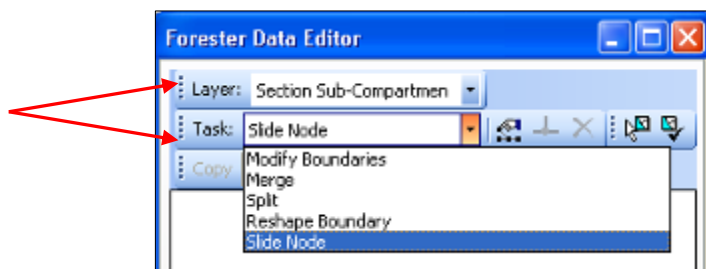 Forester Data Editor
Layer: Section Sub-Compartmen
Task: Slide Node
Copy
Modify Boundaries
Merge
Split
Reshape Boundary
Slide Node